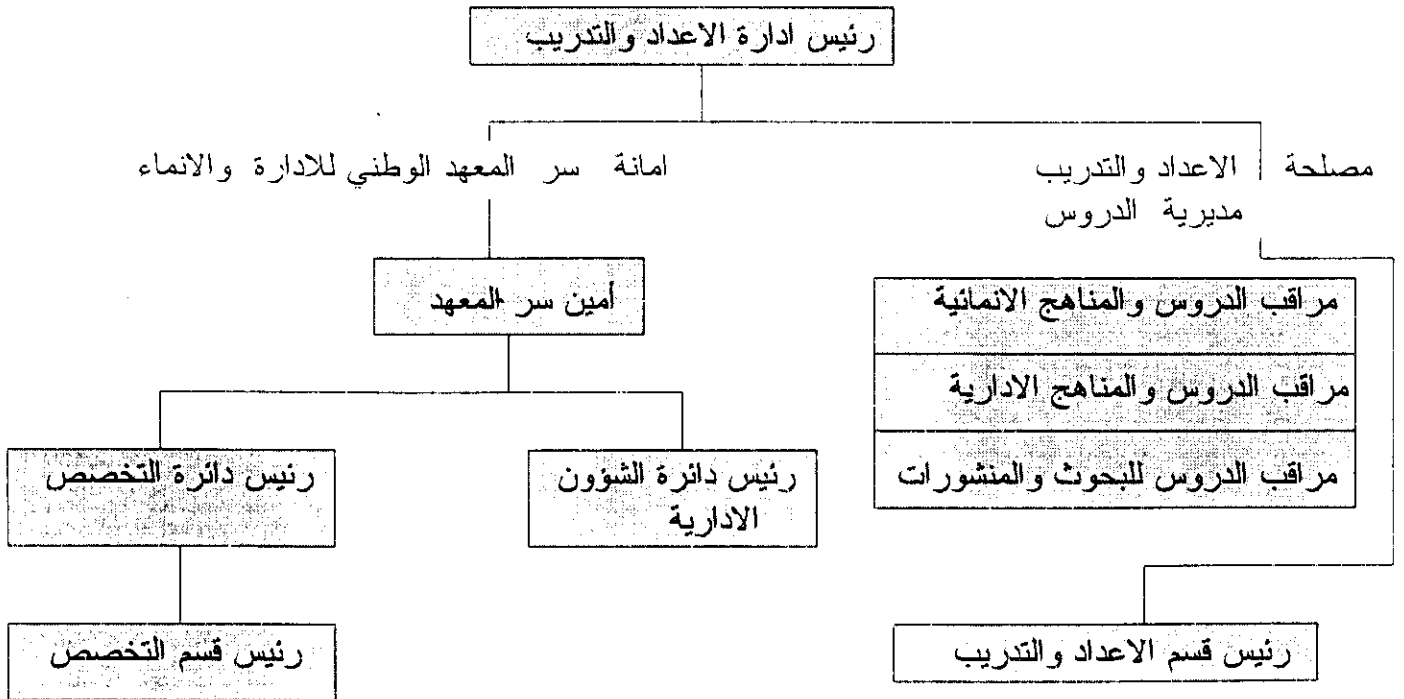 رئيس ادارة الاعداد والتدريب
مصلحة الاعداد والتدريب
مديرية الدروس
امانة سر المعهد الوطني للادارة والانماء
أمين سر المعهد
مراقب الدروس والمناهج الانمائية
مراقب الدروس والمناهج الادارية
مراقب الدروس للبحوث والمنشورات
رئيس دائرة الشؤون
الادارية
رئيس دائرة التخصص
رئيس قسم الاعداد والتدريب
رئيس قسم التخصص